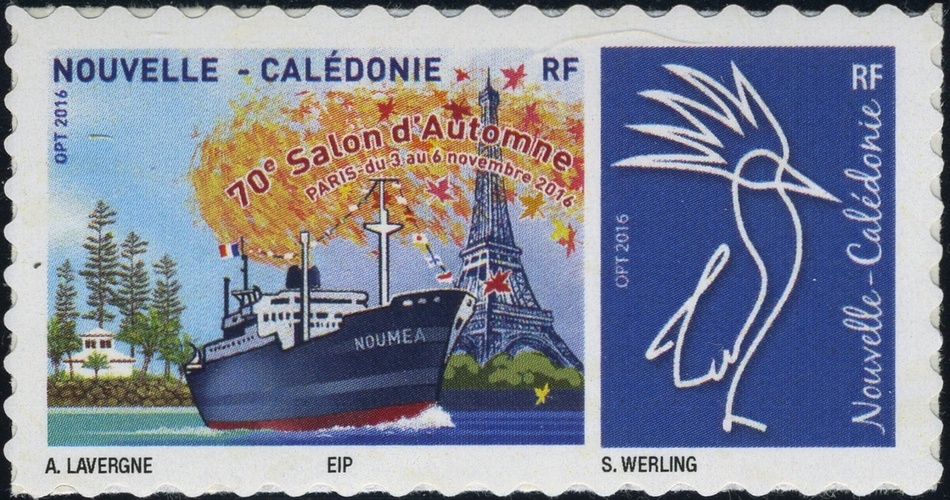 NOUVELLE - CALÉDONIE RF
OPT 2016
70e Salon d'Automne
PARIS-du 3 au 6 novembre 2016
NOUMEA
A. LAVERGNE
EIP
RF
OPT 2016
Nouvelle-Calédonie
S. WERLING